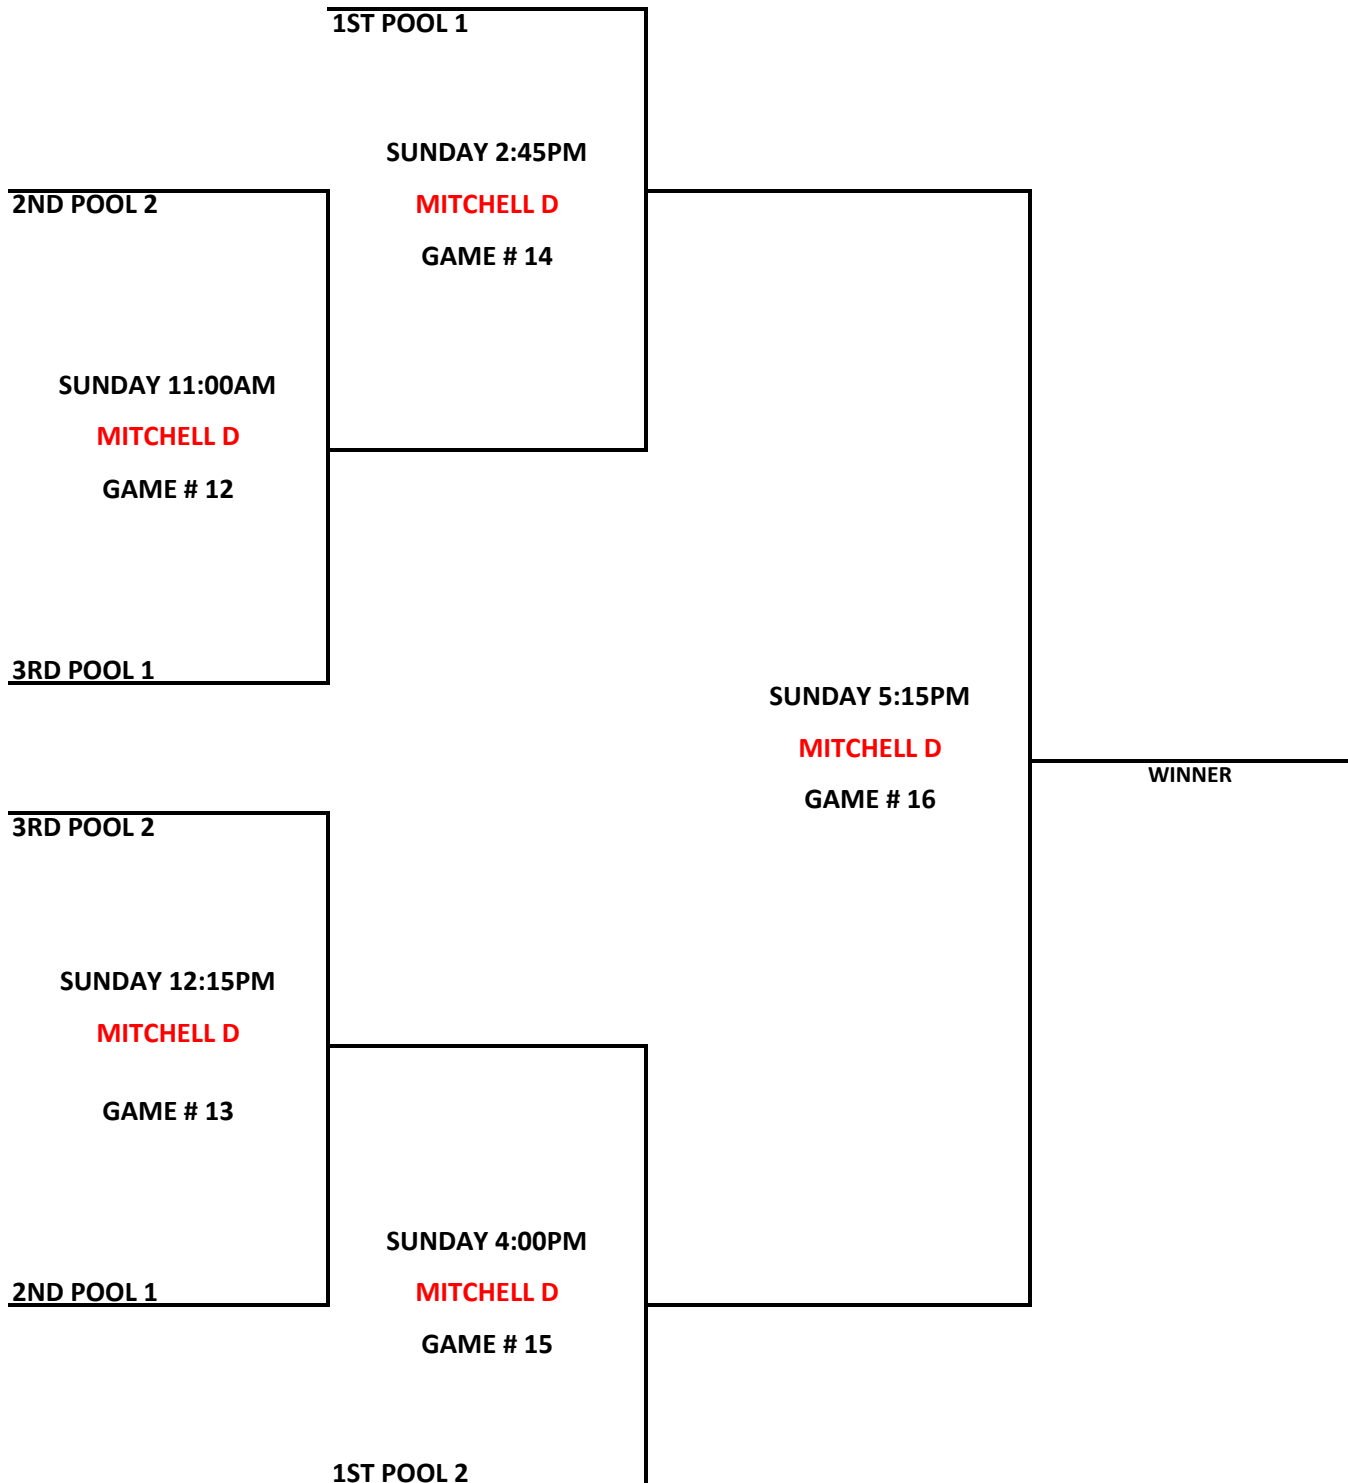 1ST POOL 1
SUNDAY 2:45PM
MITCHELL D
GAME # 14
2ND POOL 2
SUNDAY 11:00AM
MITCHELL D
GAME # 12
3RD POOL 1
SUNDAY 5:15PM
MITCHELL D
GAME # 16
WINNER
3RD POOL 2
SUNDAY 12:15PM
MITCHELL D
GAME # 13
2ND POOL 1
SUNDAY 4:00PM
MITCHELL D
GAME # 15
1ST POOL 2